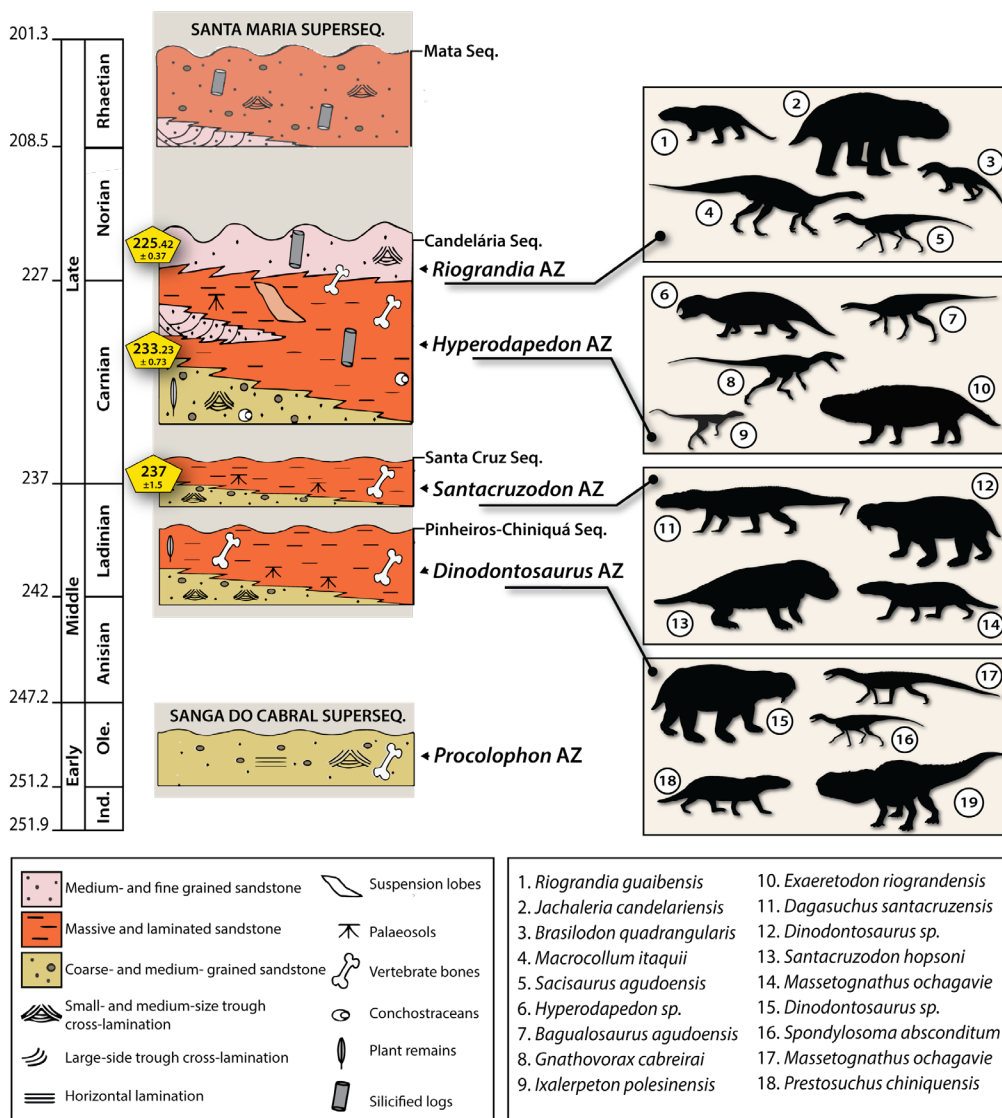 SANTA MARIA SUPERSEQ.
201.3
Mata Seq.
Rhaetian
208.5
Norian
Late
225.42
± 0.37
Candelária Seq.
Riograndia AZ
227
Carnian
233.23
± 0.73
Hyperodapedon AZ
Santa Cruz Seq.
237
237
±1.5
Santacruzodon AZ
Ladinian
Pinheiros-Chiniquá Seq.
Dinodontosaurus AZ
242
Middle
Anisian
247.2
SANGA DO CABRAL SUPERSEQ.
Ole.
Early
Procolophon AZ
251.2
Ind.
251.9
1
2
3
4
5
6
7
8
9
10
11
12
13
14
15
16
17
18
19
Medium- and fine grained sandstone
Massive and laminated sandstone
Coarse- and medium- grained sandstone
Small- and medium-size trough
cross-lamination
Large-side trough cross-lamination
Horizontal lamination
Suspension lobes
Palaeosols
Vertebrate bones
Conchostraceans
Plant remains
Silicified logs
1. Riograndia guaibensis
2. Jachaleria candelariensis
3. Brasilodon quadrangularis
4. Macrocollum itaquii
5. Sacisaurus agudoensis
6. Hyperodapedon sp.
7. Bagualosaurus agudoensis
8. Gnathovorax cabreirai
9. Ixalerpeton polesinensis
10. Exaeretodon riograndensis
11. Dagasuchus santacruzensis
12. Dinodontosaurus sp.
13. Santacruzodon hopsoni
14. Massetognathus ochagavie
15. Dinodontosaurus sp.
16. Spondylosoma absconditum
17. Massetognathus ochagavie
18. Prestosuchus chiniquensis